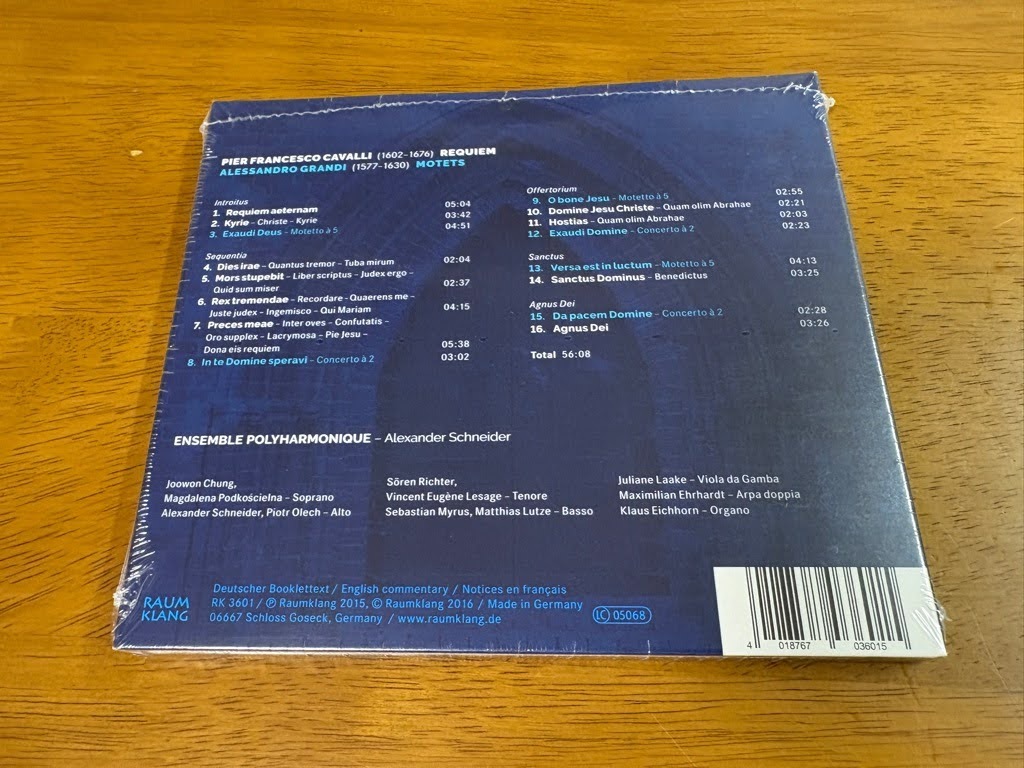 PIER FRANCESCO CAVALLI (1602–1676) REQUIEM
ALESSANDRO GRANDI (1577–1630) MOTETS
Introitus
1. Requiem aeternam 05:04
2. Kyrie – Christe – Kyrie 03:42
3. Exaudi Deus – Motetto à 5 04:51
Sequentia
4. Dies irae – Quantus tremor – Tuba mirum 02:04
5. Mors stupebit – Liber scriptus – Judex ergo –
Quid sum miser 02:37
6. Rex tremendae – Recordare – Quaerens me –
Juste judex – Ingemisco – Qui Mariam 04:15
7. Preces meae – Inter oves – Confutatis –
Oro supplex – Lacrymosa – Pie Jesu –
Dona eis requiem 05:38
8. In te Domine speravi – Concerto à 2 03:02
Offertorium
9. O bone Jesu – Motetto à 5 02:55
10. Domine Jesu Christe – Quam olim Abrahae 02:21
11. Hostias – Quam olim Abrahae 02:03
12. Exaudi Domine – Concerto à 2 02:23
Sanctus
13. Versa est in luctum – Motetto à 5 04:13
14. Sanctus Dominus – Benedictus 03:25
Agnus Dei
15. Da pacem Domine – Concerto à 2 02:28
16. Agnus Dei 03:26
Total 56:08
ENSEMBLE POLYHARMONIQUE – Alexander Schneider
Joowon Chung,
Magdalena Podkościelna – Soprano
Alexander Schneider, Piotr Olech – Alto
Sören Richter,
Vincent Eugène Lesage – Tenore
Sebastian Myrus, Matthias Lutze – Basso
Juliane Laake – Viola da Gamba
Maximilian Ehrhardt – Arpa doppia
Klaus Eichhorn – Organo
RAUM
KLANG
Deutscher Booklettext / English commentary / Notices en français
RK 3601 / ℗ Raumklang 2015, © Raumklang 2016 / Made in Germany
06667 Schloss Goseck, Germany / www.raumklang.de
LC 05068
4 018767 036015